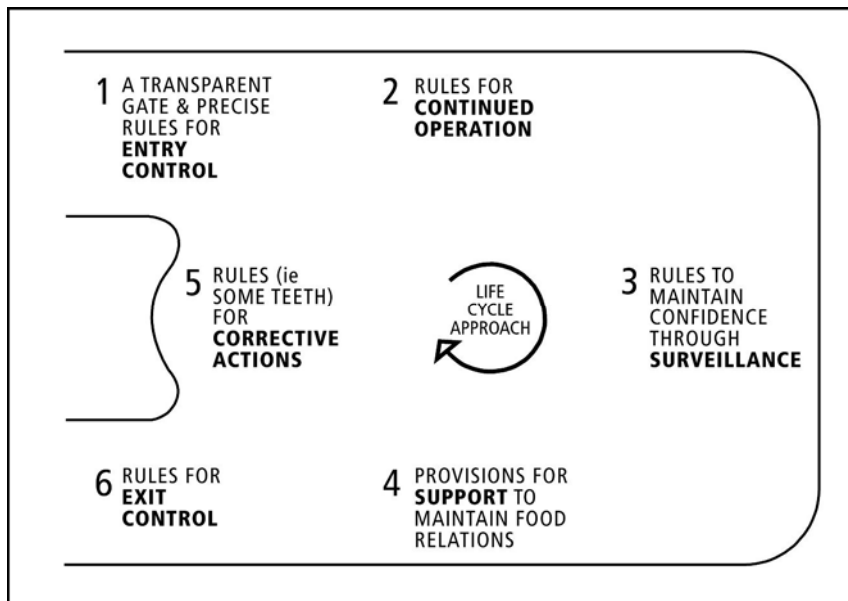 1 A TRANSPARENT
GATE & PRECISE
RULES FOR
ENTRY
CONTROL
2 RULES FOR
CONTINUED
OPERATION
3 RULES TO
MAINTAIN
CONFIDENCE
THROUGH
SURVEILLANCE
4 PROVISIONS FOR
SUPPORT TO
MAINTAIN FOOD
RELATIONS
5 RULES (ie
SOME TEETH)
FOR
CORRECTIVE
ACTIONS
6 RULES FOR
EXIT
CONTROL
LIFE
CYCLE
APPROACH